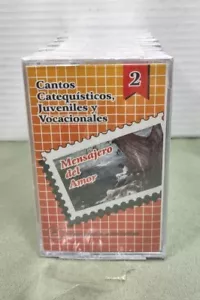 Cantos
Catequísticos,
Juveniles y
Vocacionales
2
Mensajero
del
Amor